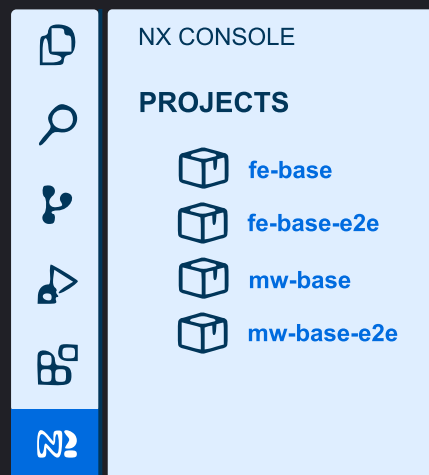 NX CONSOLE
PROJECTS
fe-base
fe-base-e2e
mw-base
mw-base-e2e